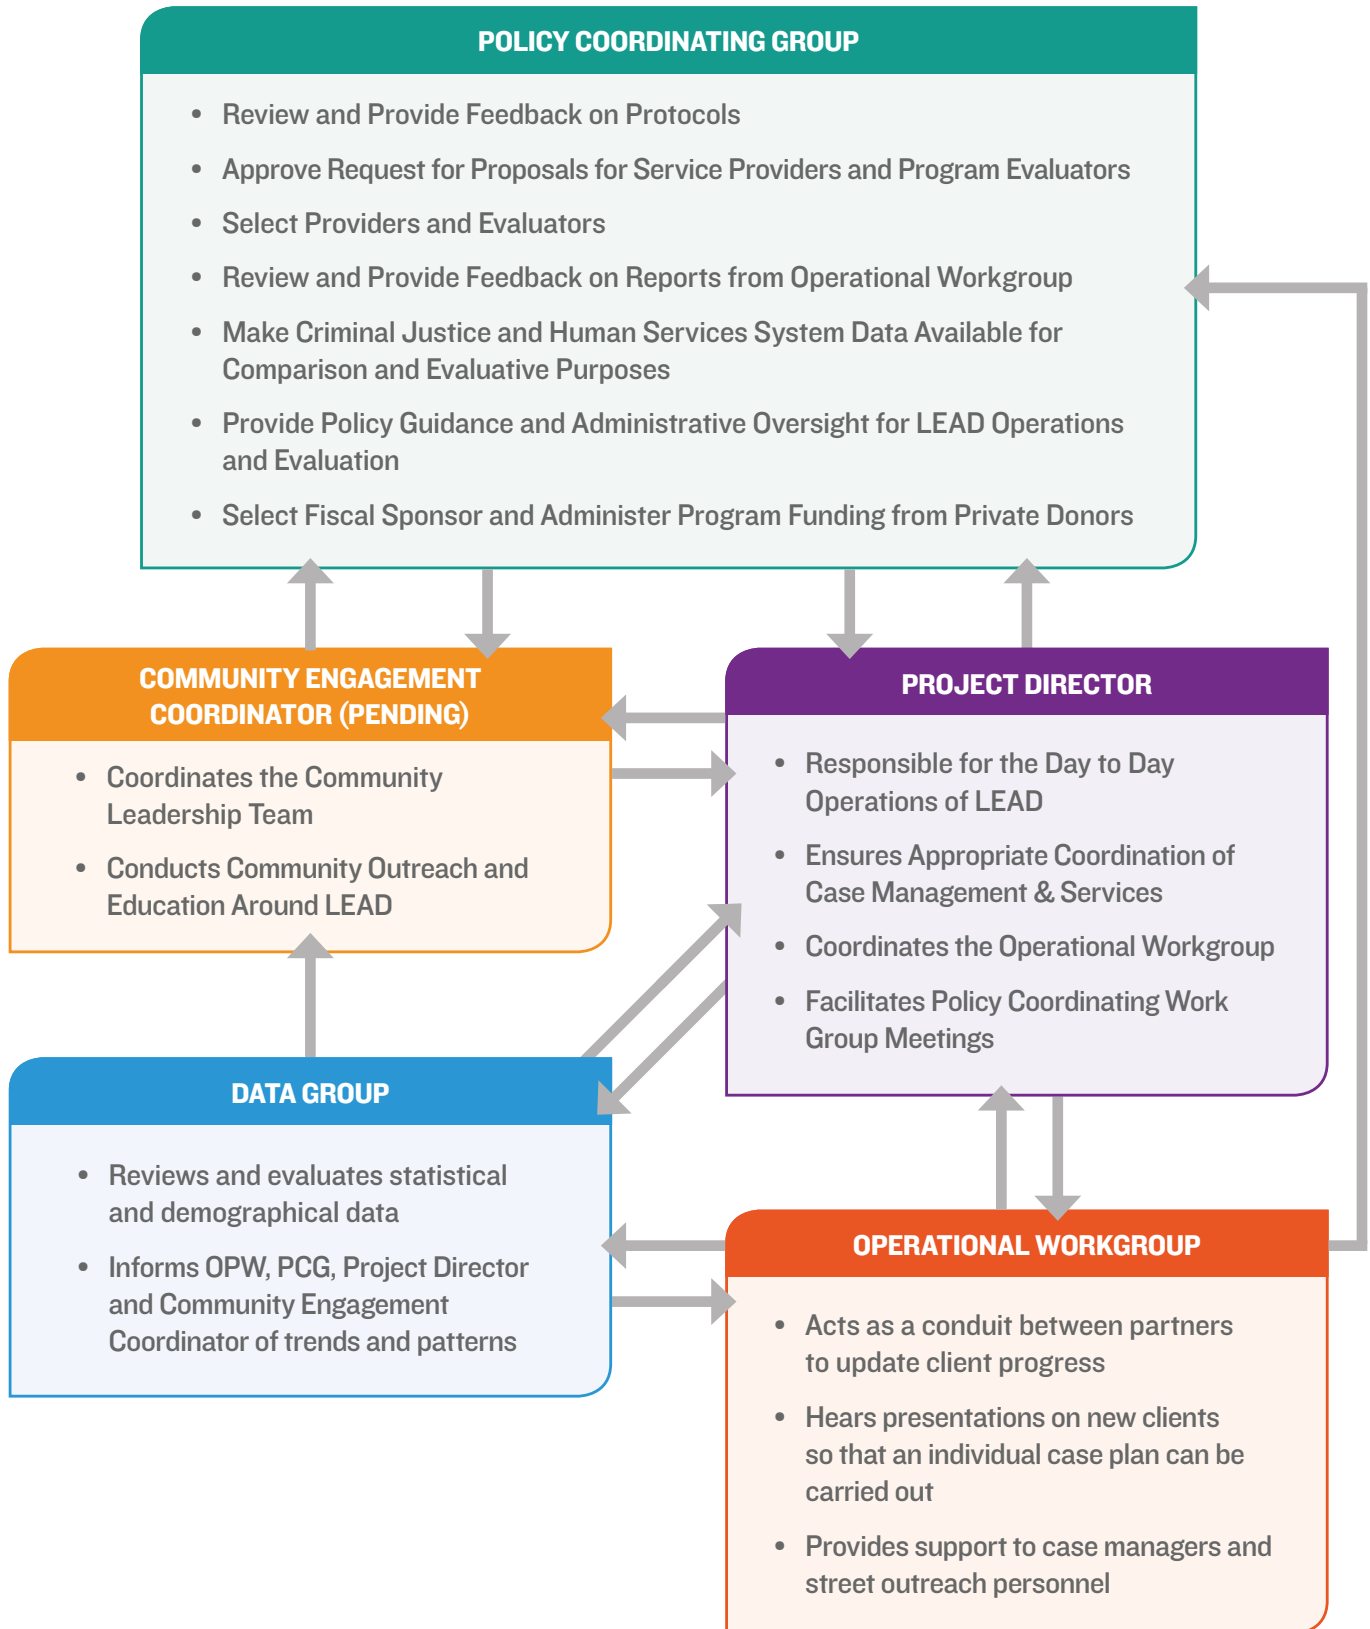 POLICY COORDINATING GROUP
• Review and Provide Feedback on Protocols
• Approve Request for Proposals for Service Providers and Program Evaluators
• Select Providers and Evaluators
• Review and Provide Feedback on Reports from Operational Workgroup
• Make Criminal Justice and Human Services System Data Available for
Comparison and Evaluative Purposes
• Provide Policy Guidance and Administrative Oversight for LEAD Operations
and Evaluation
• Select Fiscal Sponsor and Administer Program Funding from Private Donors
COMMUNITY ENGAGEMENT
COORDINATOR (PENDING)
• Coordinates the Community
Leadership Team
• Conducts Community Outreach and
Education Around LEAD
PROJECT DIRECTOR
• Responsible for the Day to Day
Operations of LEAD
• Ensures Appropriate Coordination of
Case Management & Services
• Coordinates the Operational Workgroup
• Facilitates Policy Coordinating Work
Group Meetings
DATA GROUP
• Reviews and evaluates statistical
and demographical data
• Informs OPW, PCG, Project Director
and Community Engagement
Coordinator of trends and patterns
OPERATIONAL WORKGROUP
• Acts as a conduit between partners
to update client progress
• Hears presentations on new clients
so that an individual case plan can be
carried out
• Provides support to case managers and
street outreach personnel